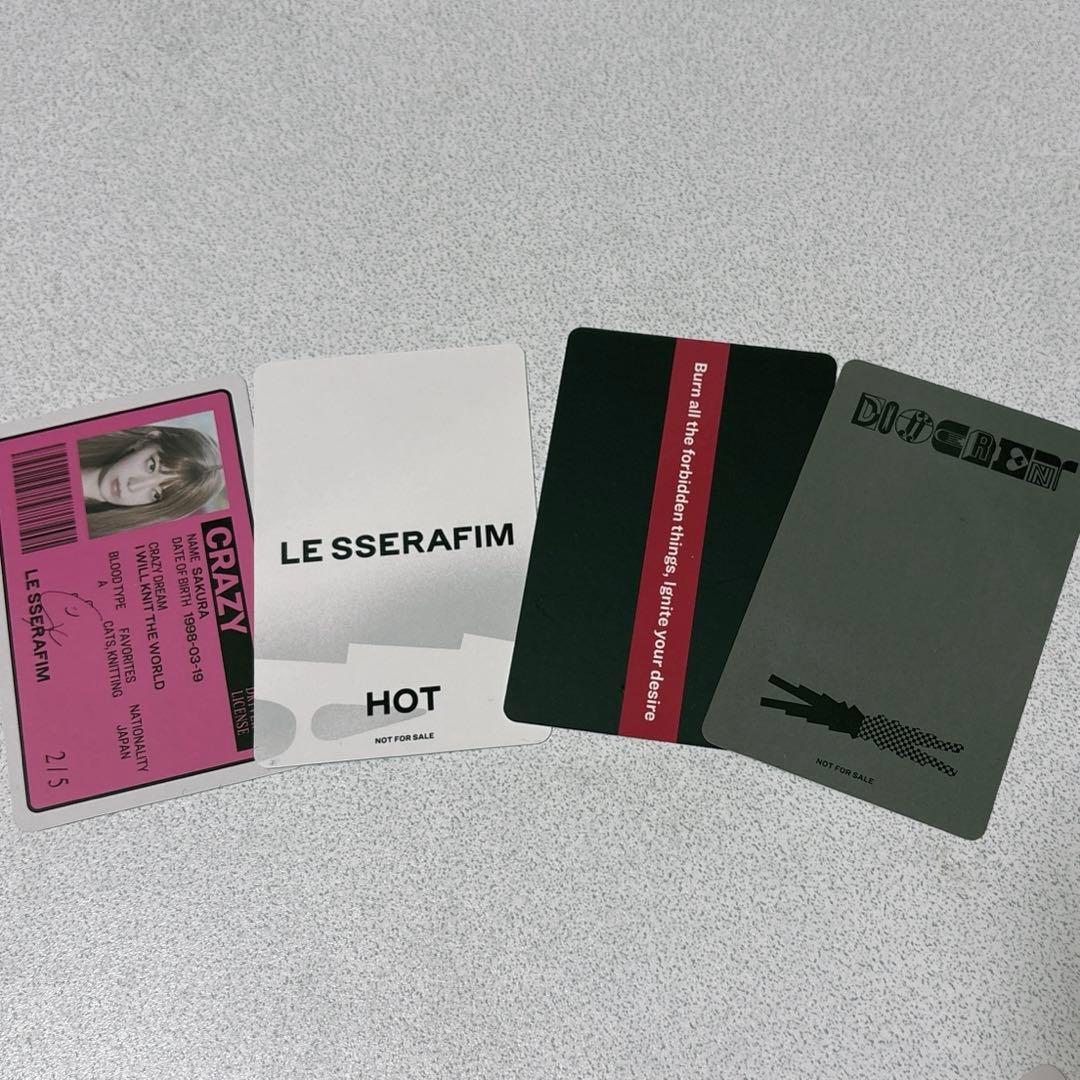 CRAZY
DRIVER
LICENSE
NAME SAKURA
DATE OF BIRTH 1998-03-19
CRAZY DREAM
I WILL KNIT THE WORLD
BLOOD TYPE
A
FAVORITES
CATS, KNITTING
NATIONALITY
JAPAN
LE SSERAFIM
2/5
LE SSERAFIM
HOT
NOT FOR SALE
Burn all the forbidden things, Ignite your desire
DIFFERENT
NOT FOR SALE